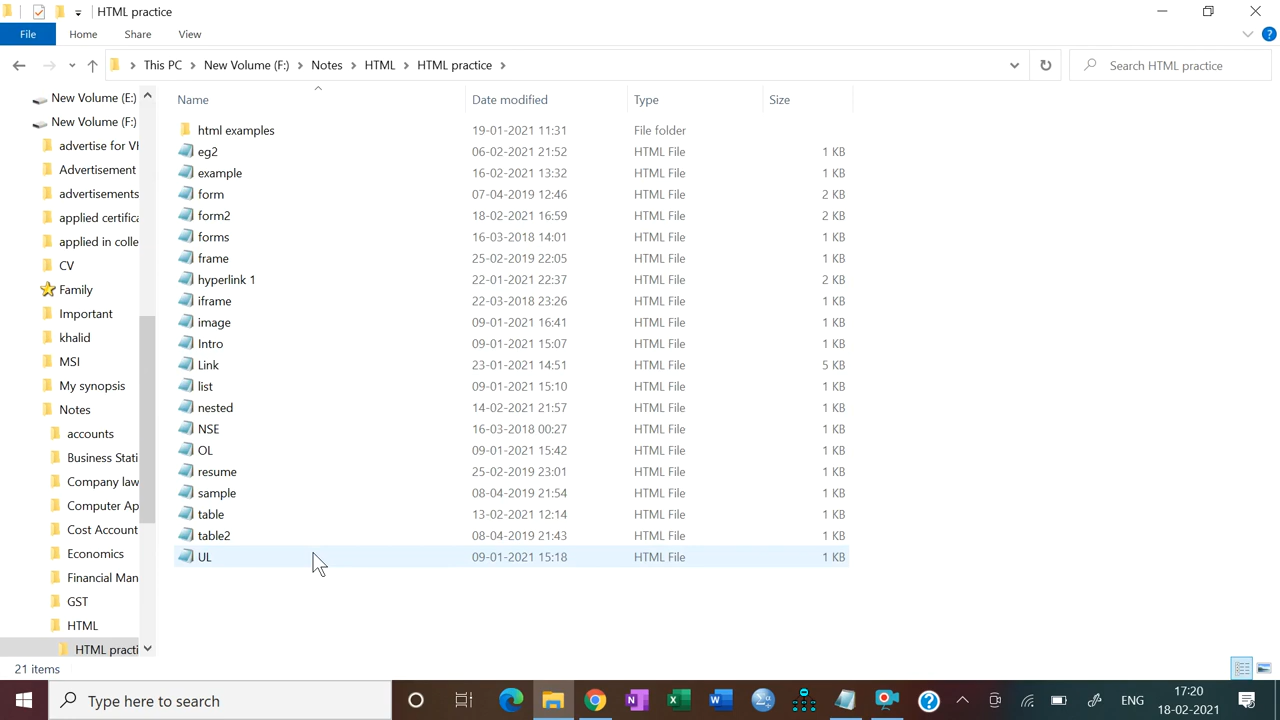 HTML practice
File Home Share View
This PC New Volume (F:) Notes HTML HTML practice Search HTML practice
Name Date modified Type Size
New Volume (E:)
New Volume (F:)
advertise for VI
Advertisement
advertisements
applied certifica
applied in colle
CV
Family
Important
khalid
MSI
My synopsis
Notes
accounts
Business Stati
Company law
Computer Ap
Cost Account
Economics
Financial Man
GST
HTML
HTML practi
html examples 19-01-2021 11:31 File folder
eg2 06-02-2021 21:52 HTML File 1 KB
example 16-02-2021 13:32 HTML File 1 KB
form 07-04-2019 12:46 HTML File 2 KB
form2 18-02-2021 16:59 HTML File 2 KB
forms 16-03-2018 14:01 HTML File 1 KB
frame 25-02-2019 22:05 HTML File 1 KB
hyperlink 1 22-01-2021 22:37 HTML File 2 KB
iframe 22-03-2018 23:26 HTML File 1 KB
image 09-01-2021 16:41 HTML File 1 KB
Intro 09-01-2021 15:07 HTML File 1 KB
Link 23-01-2021 14:51 HTML File 5 KB
list 09-01-2021 15:10 HTML File 1 KB
nested 14-02-2021 21:57 HTML File 1 KB
NSE 16-03-2018 00:27 HTML File 1 KB
OL 09-01-2021 15:42 HTML File 1 KB
resume 25-02-2019 23:01 HTML File 1 KB
sample 08-04-2019 21:54 HTML File 1 KB
table 13-02-2021 12:14 HTML File 1 KB
table2 08-04-2019 21:43 HTML File 1 KB
UL 09-01-2021 15:18 HTML File 1 KB
21 items
Type here to search
ENG
17:20
18-02-2021